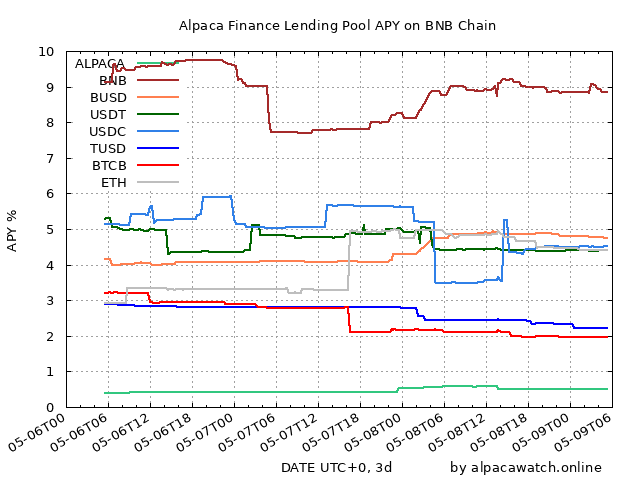 Alpaca Finance Lending Pool APY on BNB Chain
APY %
10
9
8
7
6
5
4
3
2
1
0
ALPACA
BNB
BUSD
USDT
USDC
TUSD
BTCB
ETH
05-06T00
05-06T06
05-06T12
05-06T18
05-07T00
05-07T06
05-07T12
05-07T18
05-08T00
05-08T06
05-08T12
05-08T18
05-09T00
05-09T06
DATE UTC+0, 3d
by alpacawatch.online